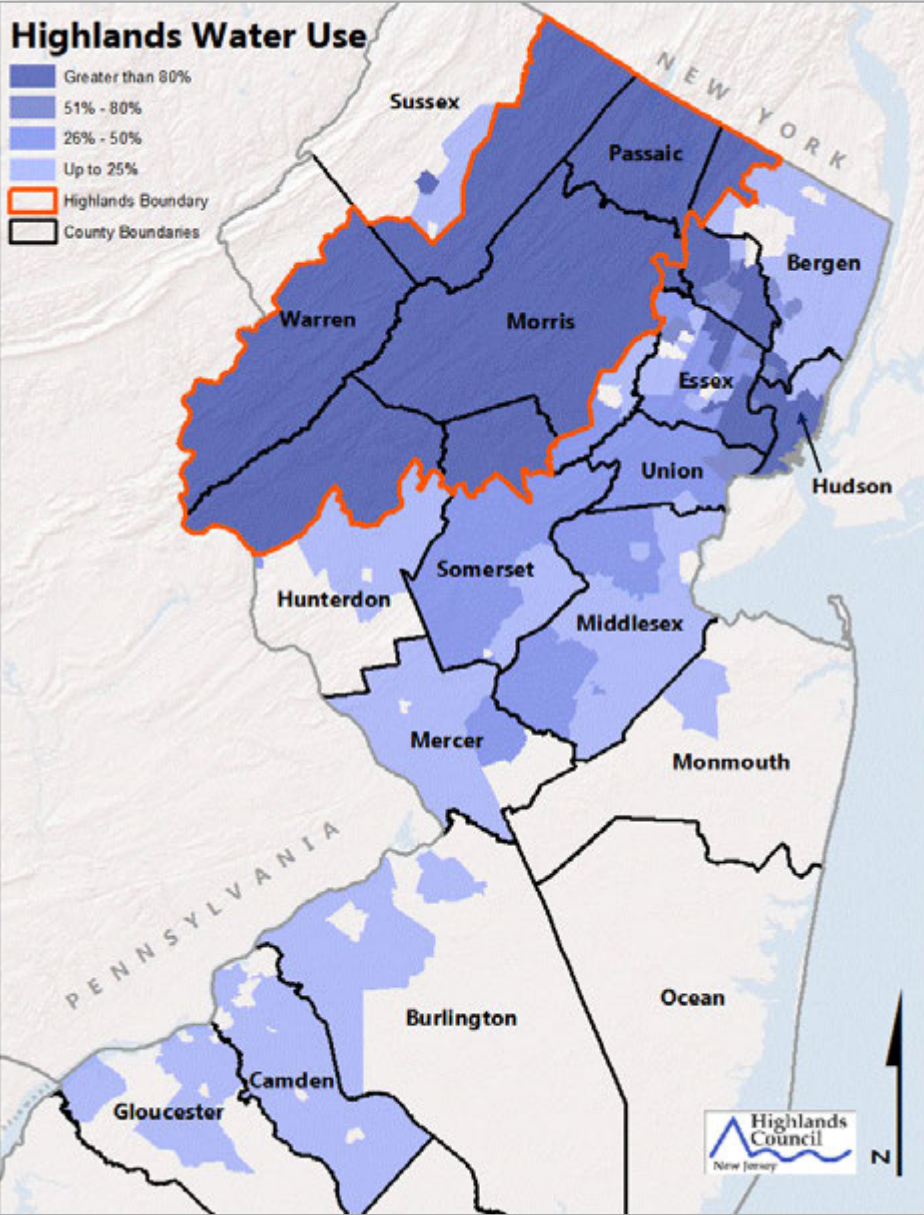 Highlands Water Use
Greater than 80%
51% - 80%
26% - 50%
Up to 25%
Highlands Boundary
County Boundaries
NEW YORK
Sussex
Passaic
Bergen
Warren
Morris
Essex
Union
Hudson
Somerset
Hunterdon
Middlesex
Mercer
Monmouth
PENNSYLVANIA
Ocean
Burlington
Camden
Gloucester
Highlands
Council
New Jersey
N